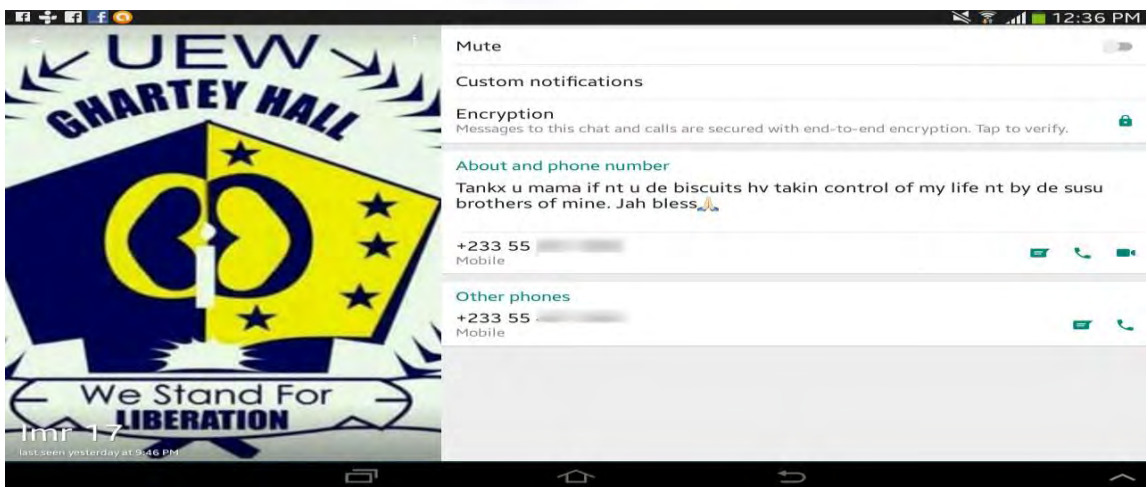 12:36 PM
UEW
GHARTEY HALL
We Stand For
LIBERATION
Imr 17
last seen yesterday at 9:46 PM
Mute
Custom notifications
Encryption
Messages to this chat and calls are secured with end-to-end encryption. Tap to verify.
About and phone number
Tankx u mama if nt u de biscuits hv takin control of my life nt by de susu
brothers of mine. Jah bless🙏🏻
+233 55
Mobile
Other phones
+233 55
Mobile